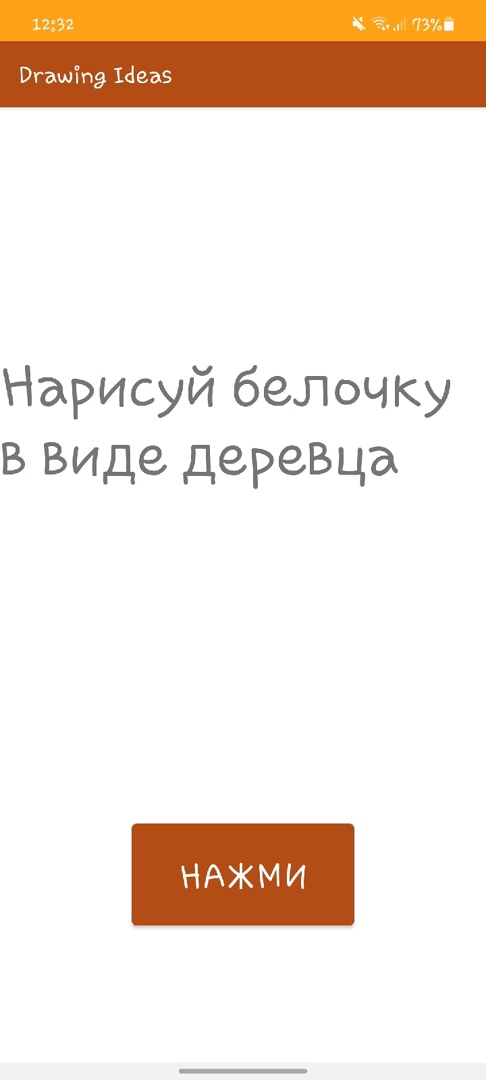 12:32
73%
Drawing Ideas
Нарисуй белочку
в виде деревца
НАЖМИ